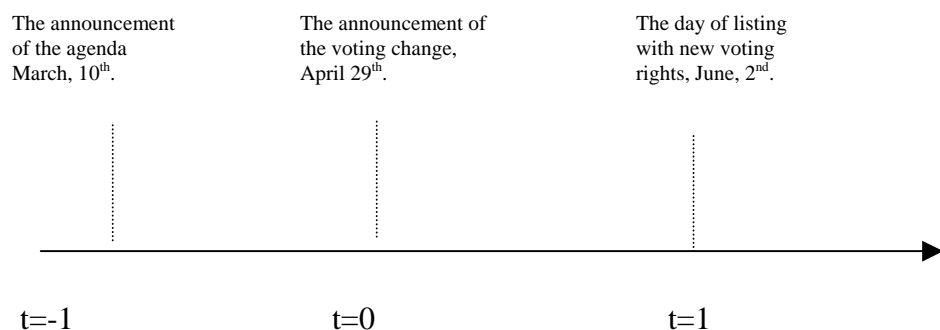 The announcement
of the agenda
March, 10th.
The announcement of
the voting change,
April 29th.
The day of listing
with new voting
rights, June, 2nd.
t=-1
t=0
t=1